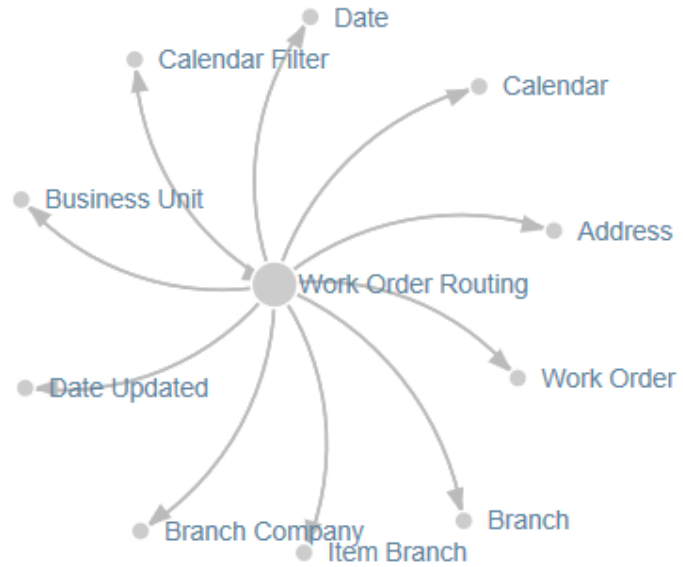 Date
Calendar Filter
Calendar
Business Unit
Address
Work Order Routing
Work Order
Date Updated
Branch
Branch Company
Item Branch